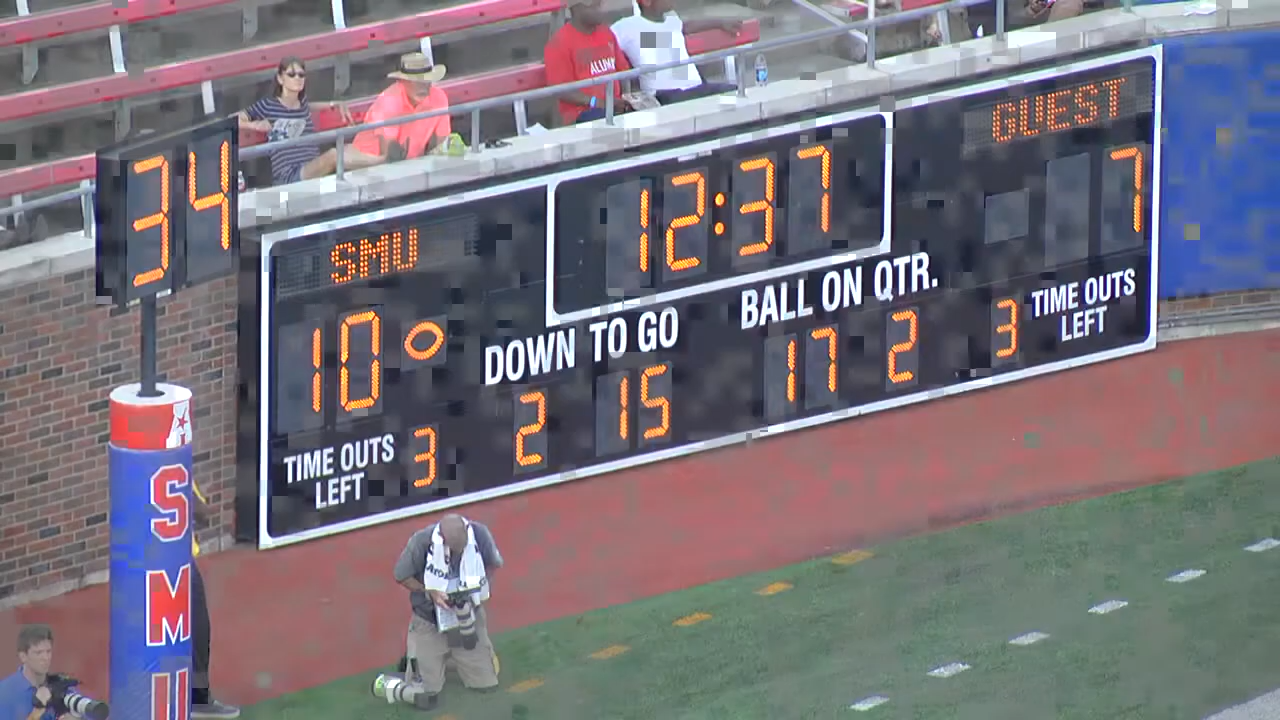 ALUMNI
34
SMU
12:37
GUEST
10
7
DOWN TO GO
BALL ON QTR.
TIME OUTS
LEFT
3
2 15
17 2
3
TIME OUTS
LEFT
S
M
U